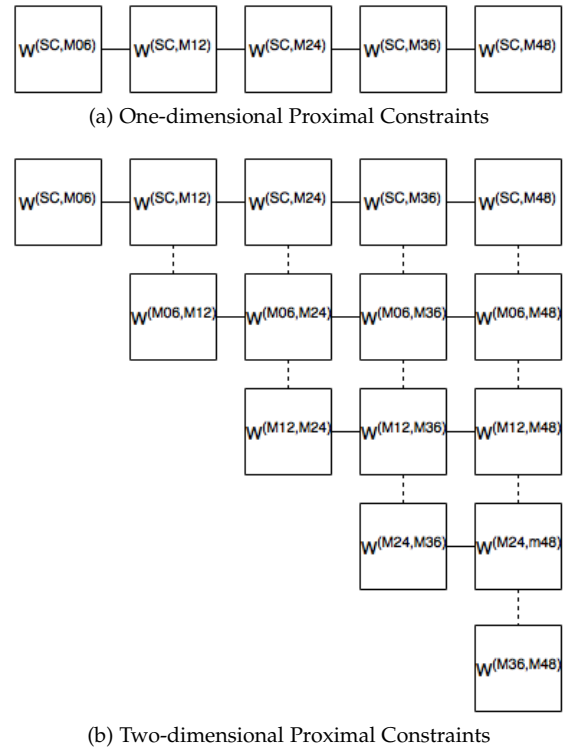 W(SC,M06) W(SC,M12) W(SC,M24) W(SC,M36) W(SC,M48)
(a) One-dimensional Proximal Constraints
W(SC,M06) W(SC,M12) W(SC,M24) W(SC,M36) W(SC,M48)
W(M06,M12) W(M06,M24) W(M06,M36) W(M06,M48)
W(M12,M24) W(M12,M36) W(M12,M48)
W(M24,M36) W(M24,m48)
W(M36,M48)
(b) Two-dimensional Proximal Constraints